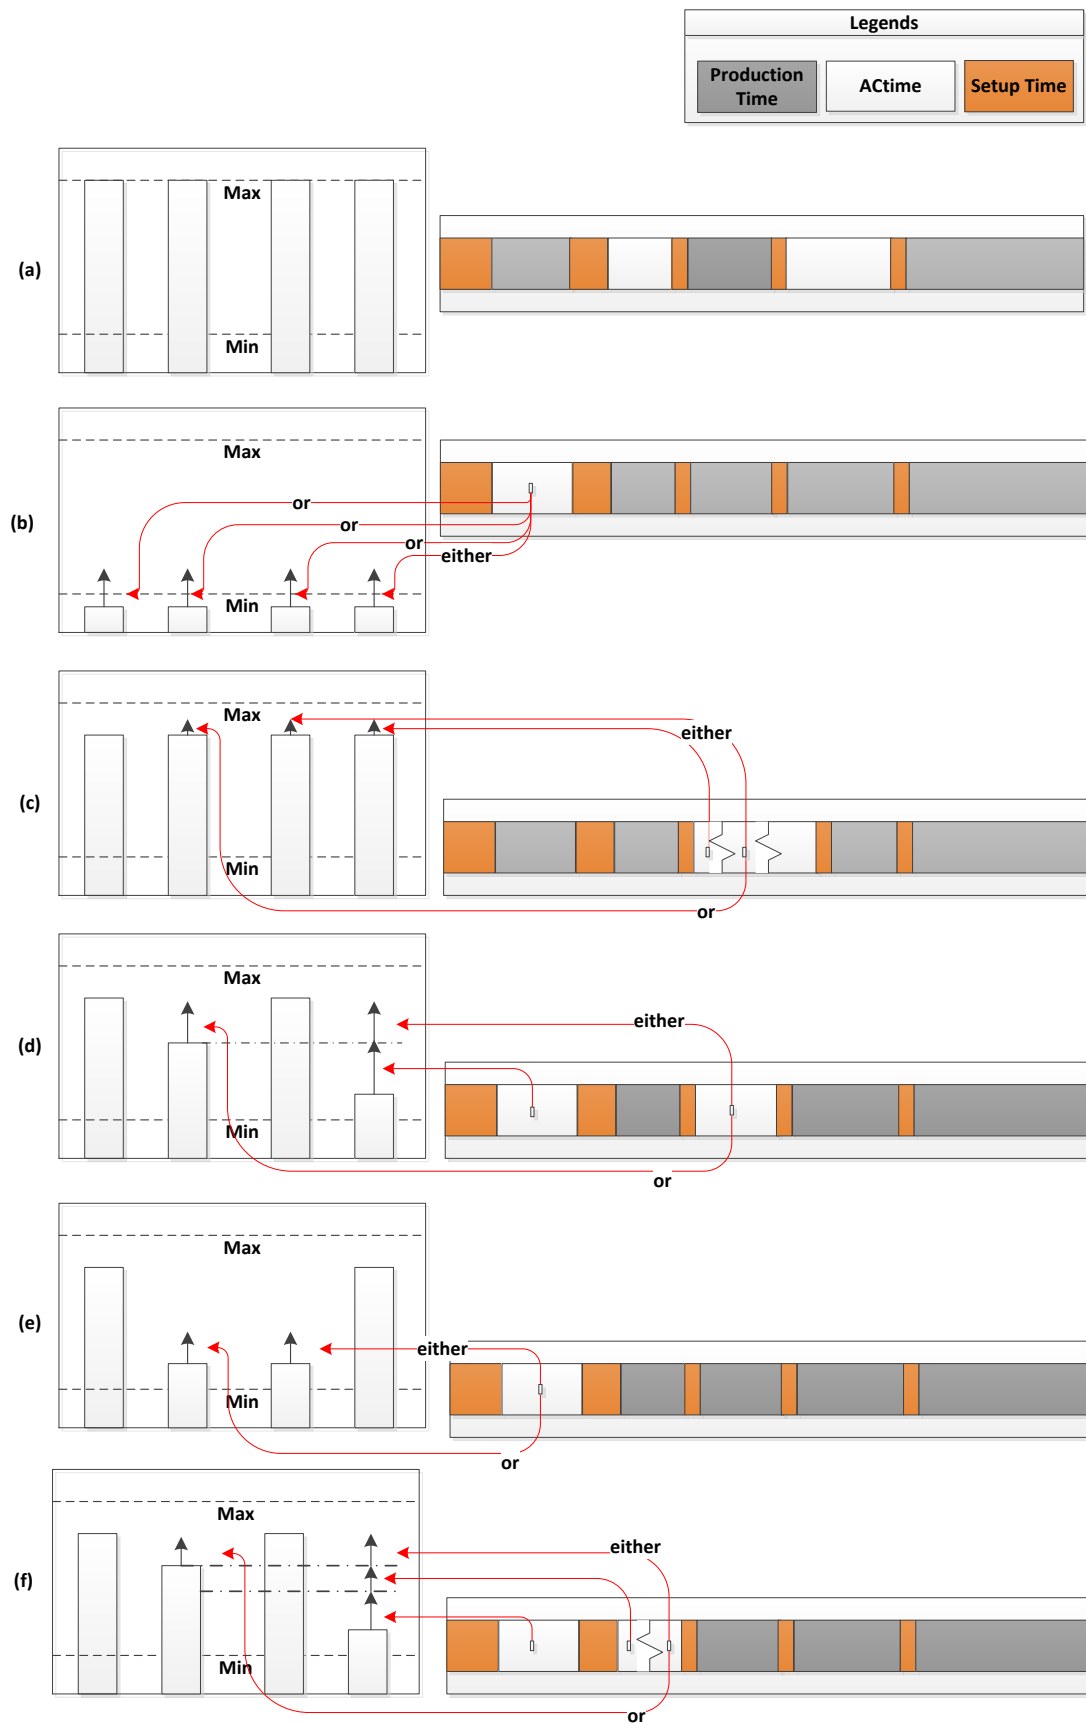 Legends
Production
Time
ACtime
Setup Time
Max
(a)
Min
Max
or
(b)
or
or
either
Min
Max
either
(c)
Min
or
Max
either
(d)
Min
or
Max
(e)
either
Min
or
Max
either
(f)
Min
or